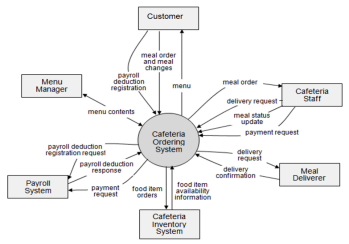 Customer
meal order
and meal
changes
payroll
deduction
registration
menu
Menu
Manager
menu contents
meal order
Cafeteria
Staff
delivery request
meal status
update
payment request
Cafeteria
Ordering
System
payroll deduction
registration request
payroll deduction
response
delivery
request
Meal
Deliverer
delivery
confirmation
Payroll
System
payment
request
food item
orders
food item
availability
information
Cafeteria
Inventory
System